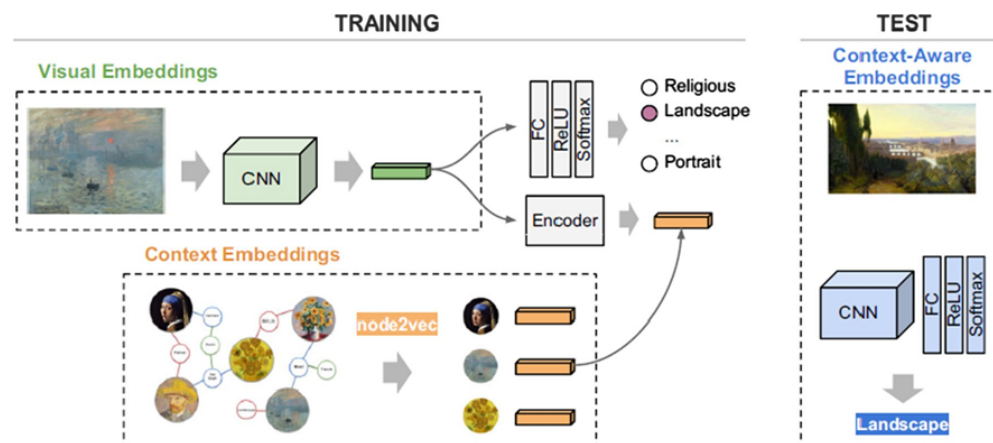 TRAINING
Visual Embeddings
CNN
FC
ReLU
Softmax
Religious
Landscape
...
Portrait
Encoder
Context Embeddings
node2vec
TEST
Context-Aware
Embeddings
CNN
FC
ReLU
Softmax
Landscape